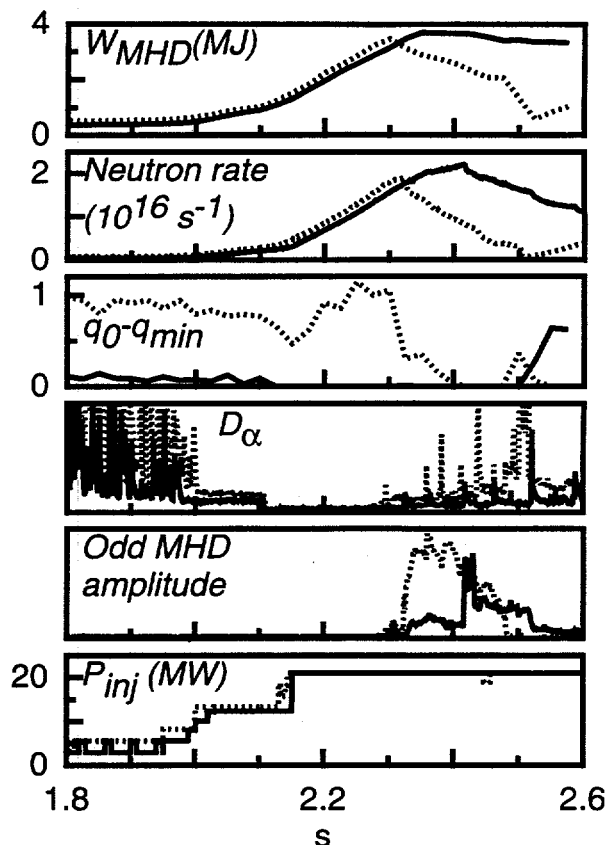 4
W_MHD(MJ)
0
2
Neutron rate
(10^16 s^-1)
0
1
q_0-q_min
0
D_α
Odd MHD
amplitude
20
P_inj (MW)
0
1.8 2.2 2.6
s